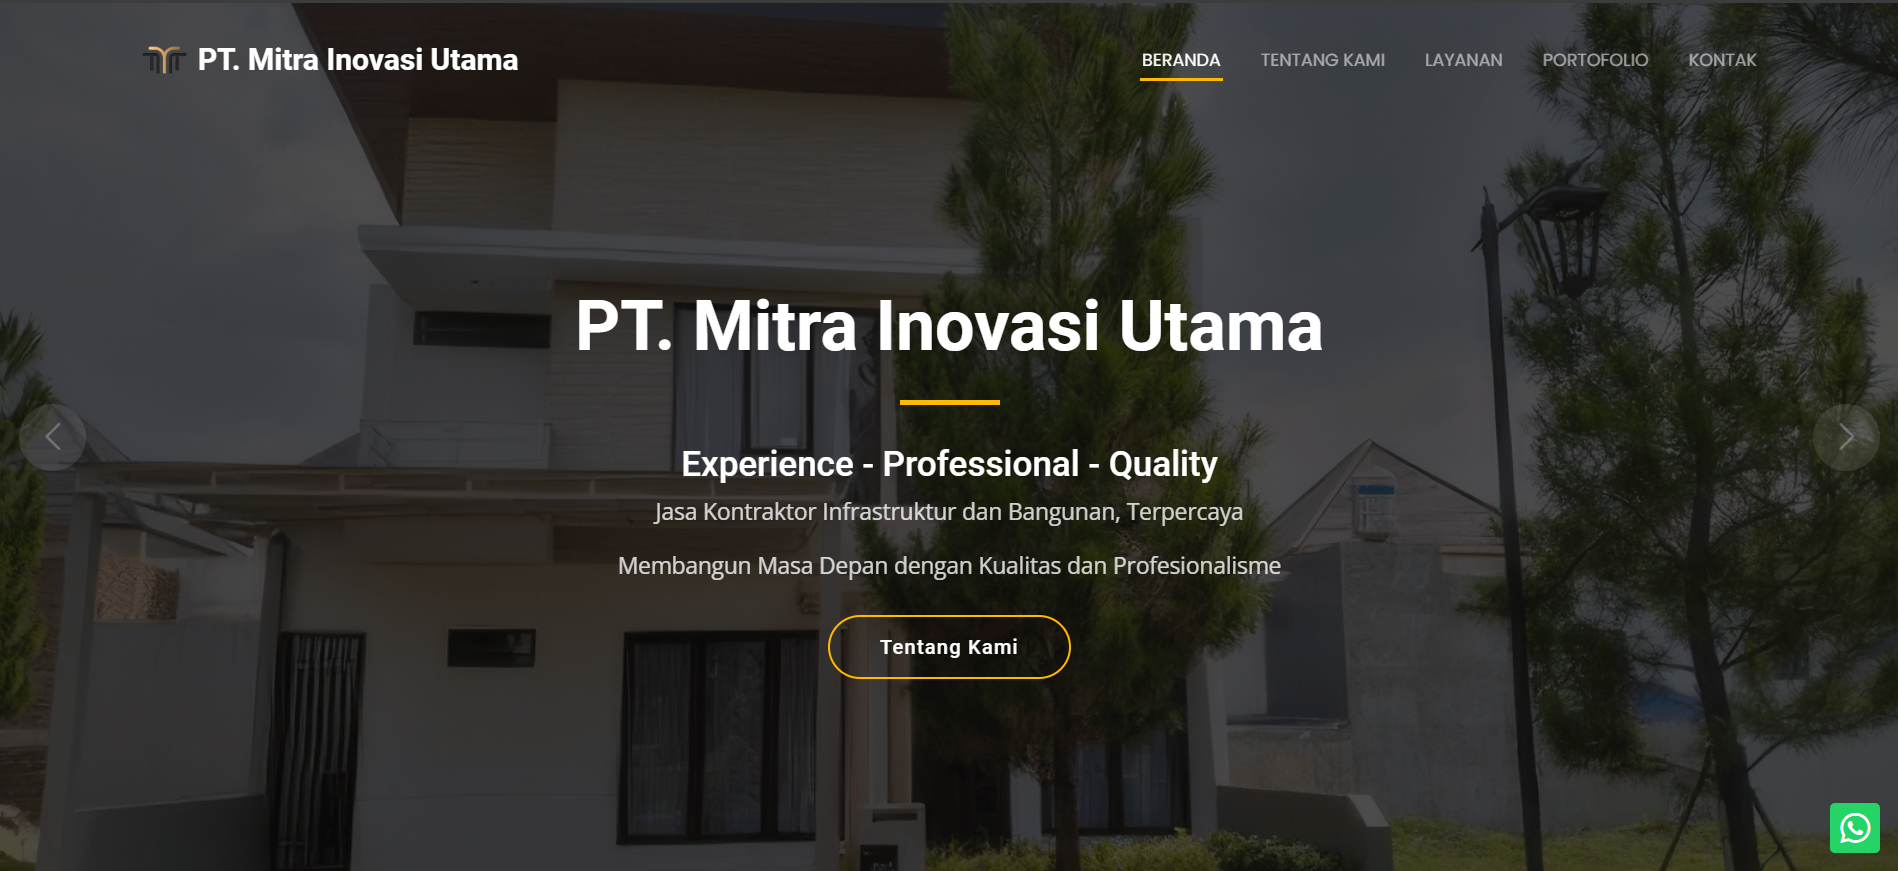 PT. Mitra Inovasi Utama
BERANDA
TENTANG KAMI
LAYANAN
PORTOFOLIO
KONTAK
PT. Mitra Inovasi Utama
Experience - Professional - Quality
Jasa Kontraktor Infrastruktur dan Bangunan, Terpercaya
Membangun Masa Depan dengan Kualitas dan Profesionalisme
Tentang Kami